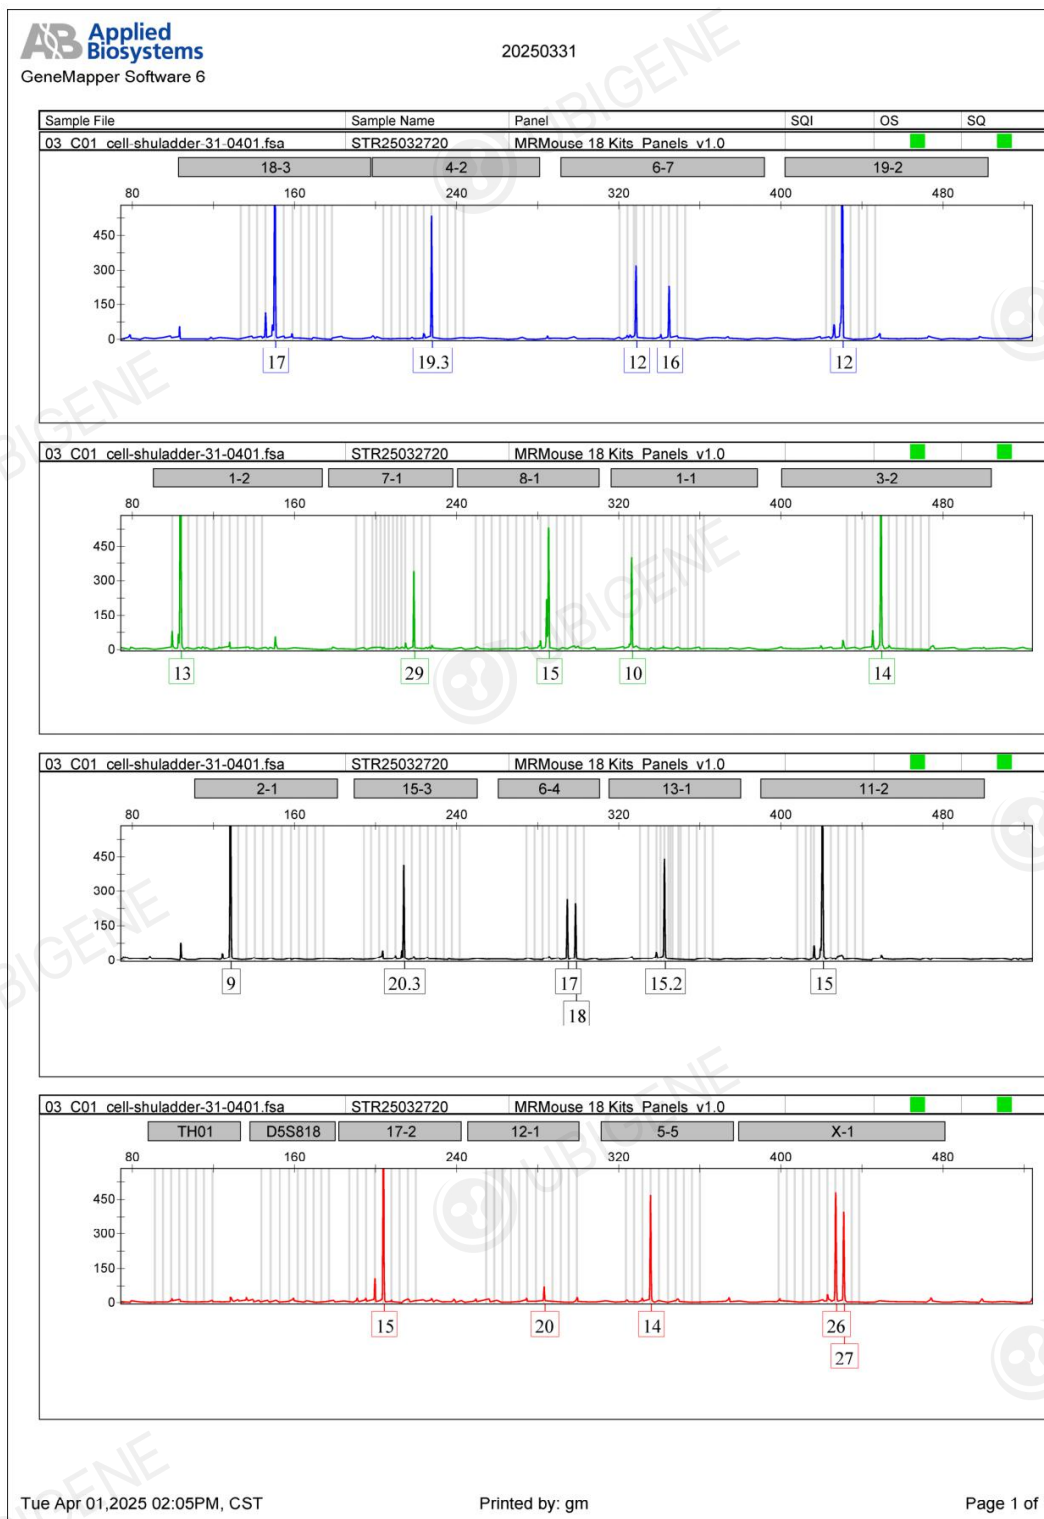 AB Applied
Biosystems
GeneMapper Software 6
20250331
Sample File Sample Name Panel SQI OS SQ
03_C01_cell-shuladder-31-0401.fsa STR25032720 MRMouse 18 Kits_Panels_v1.0
18-3 4-2 6-7 19-2
80 160 240 320 400 480
450
300
150
0
17 19.3 12 16 12
03_C01_cell-shuladder-31-0401.fsa STR25032720 MRMouse 18 Kits_Panels_v1.0
1-2 7-1 8-1 1-1 3-2
80 160 240 320 400 480
450
300
150
0
13 29 15 10 14
03_C01_cell-shuladder-31-0401.fsa STR25032720 MRMouse 18 Kits_Panels_v1.0
2-1 15-3 6-4 13-1 11-2
80 160 240 320 400 480
450
300
150
0
9 20.3 17 15.2 15
18
03_C01_cell-shuladder-31-0401.fsa STR25032720 MRMouse 18 Kits_Panels_v1.0
TH01 D5S818 17-2 12-1 5-5 X-1
80 160 240 320 400 480
450
300
150
0
15 20 14 26
27
Tue Apr 01,2025 02:05PM, CST Printed by: gm Page 1 of
UBIGENE
UBIGENE
UBIGENE
UBIGENE
UBIGENE
UBIGENE